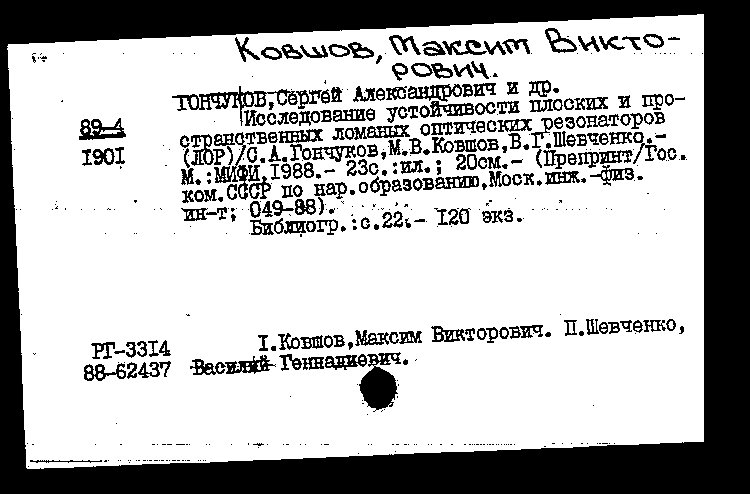 Ковшов, Максим Викто-
рович.
ГОНЧУКОВ, Сергей Александрович и др.
Исследование устойчивости плоских и про-
89-4
странственных ломаных оптических резонаторов
1901
(ЛОР)/С.А.Гончуков,М.В.Ковшов,В.Г.Шевченко.-
М.:МИФИ,1988.- 23с.:ил.; 20см.- (Препринт/Гос.
ком.СССР по нар.образованию,Моск.инж.-физ.
ин-т; 049-88).
Библиогр.:с.22.- 120 экз.
РГ-3314
I.Ковшов,Максим Викторович. П.Шевченко,
88-62437
Василий Геннадиевич.